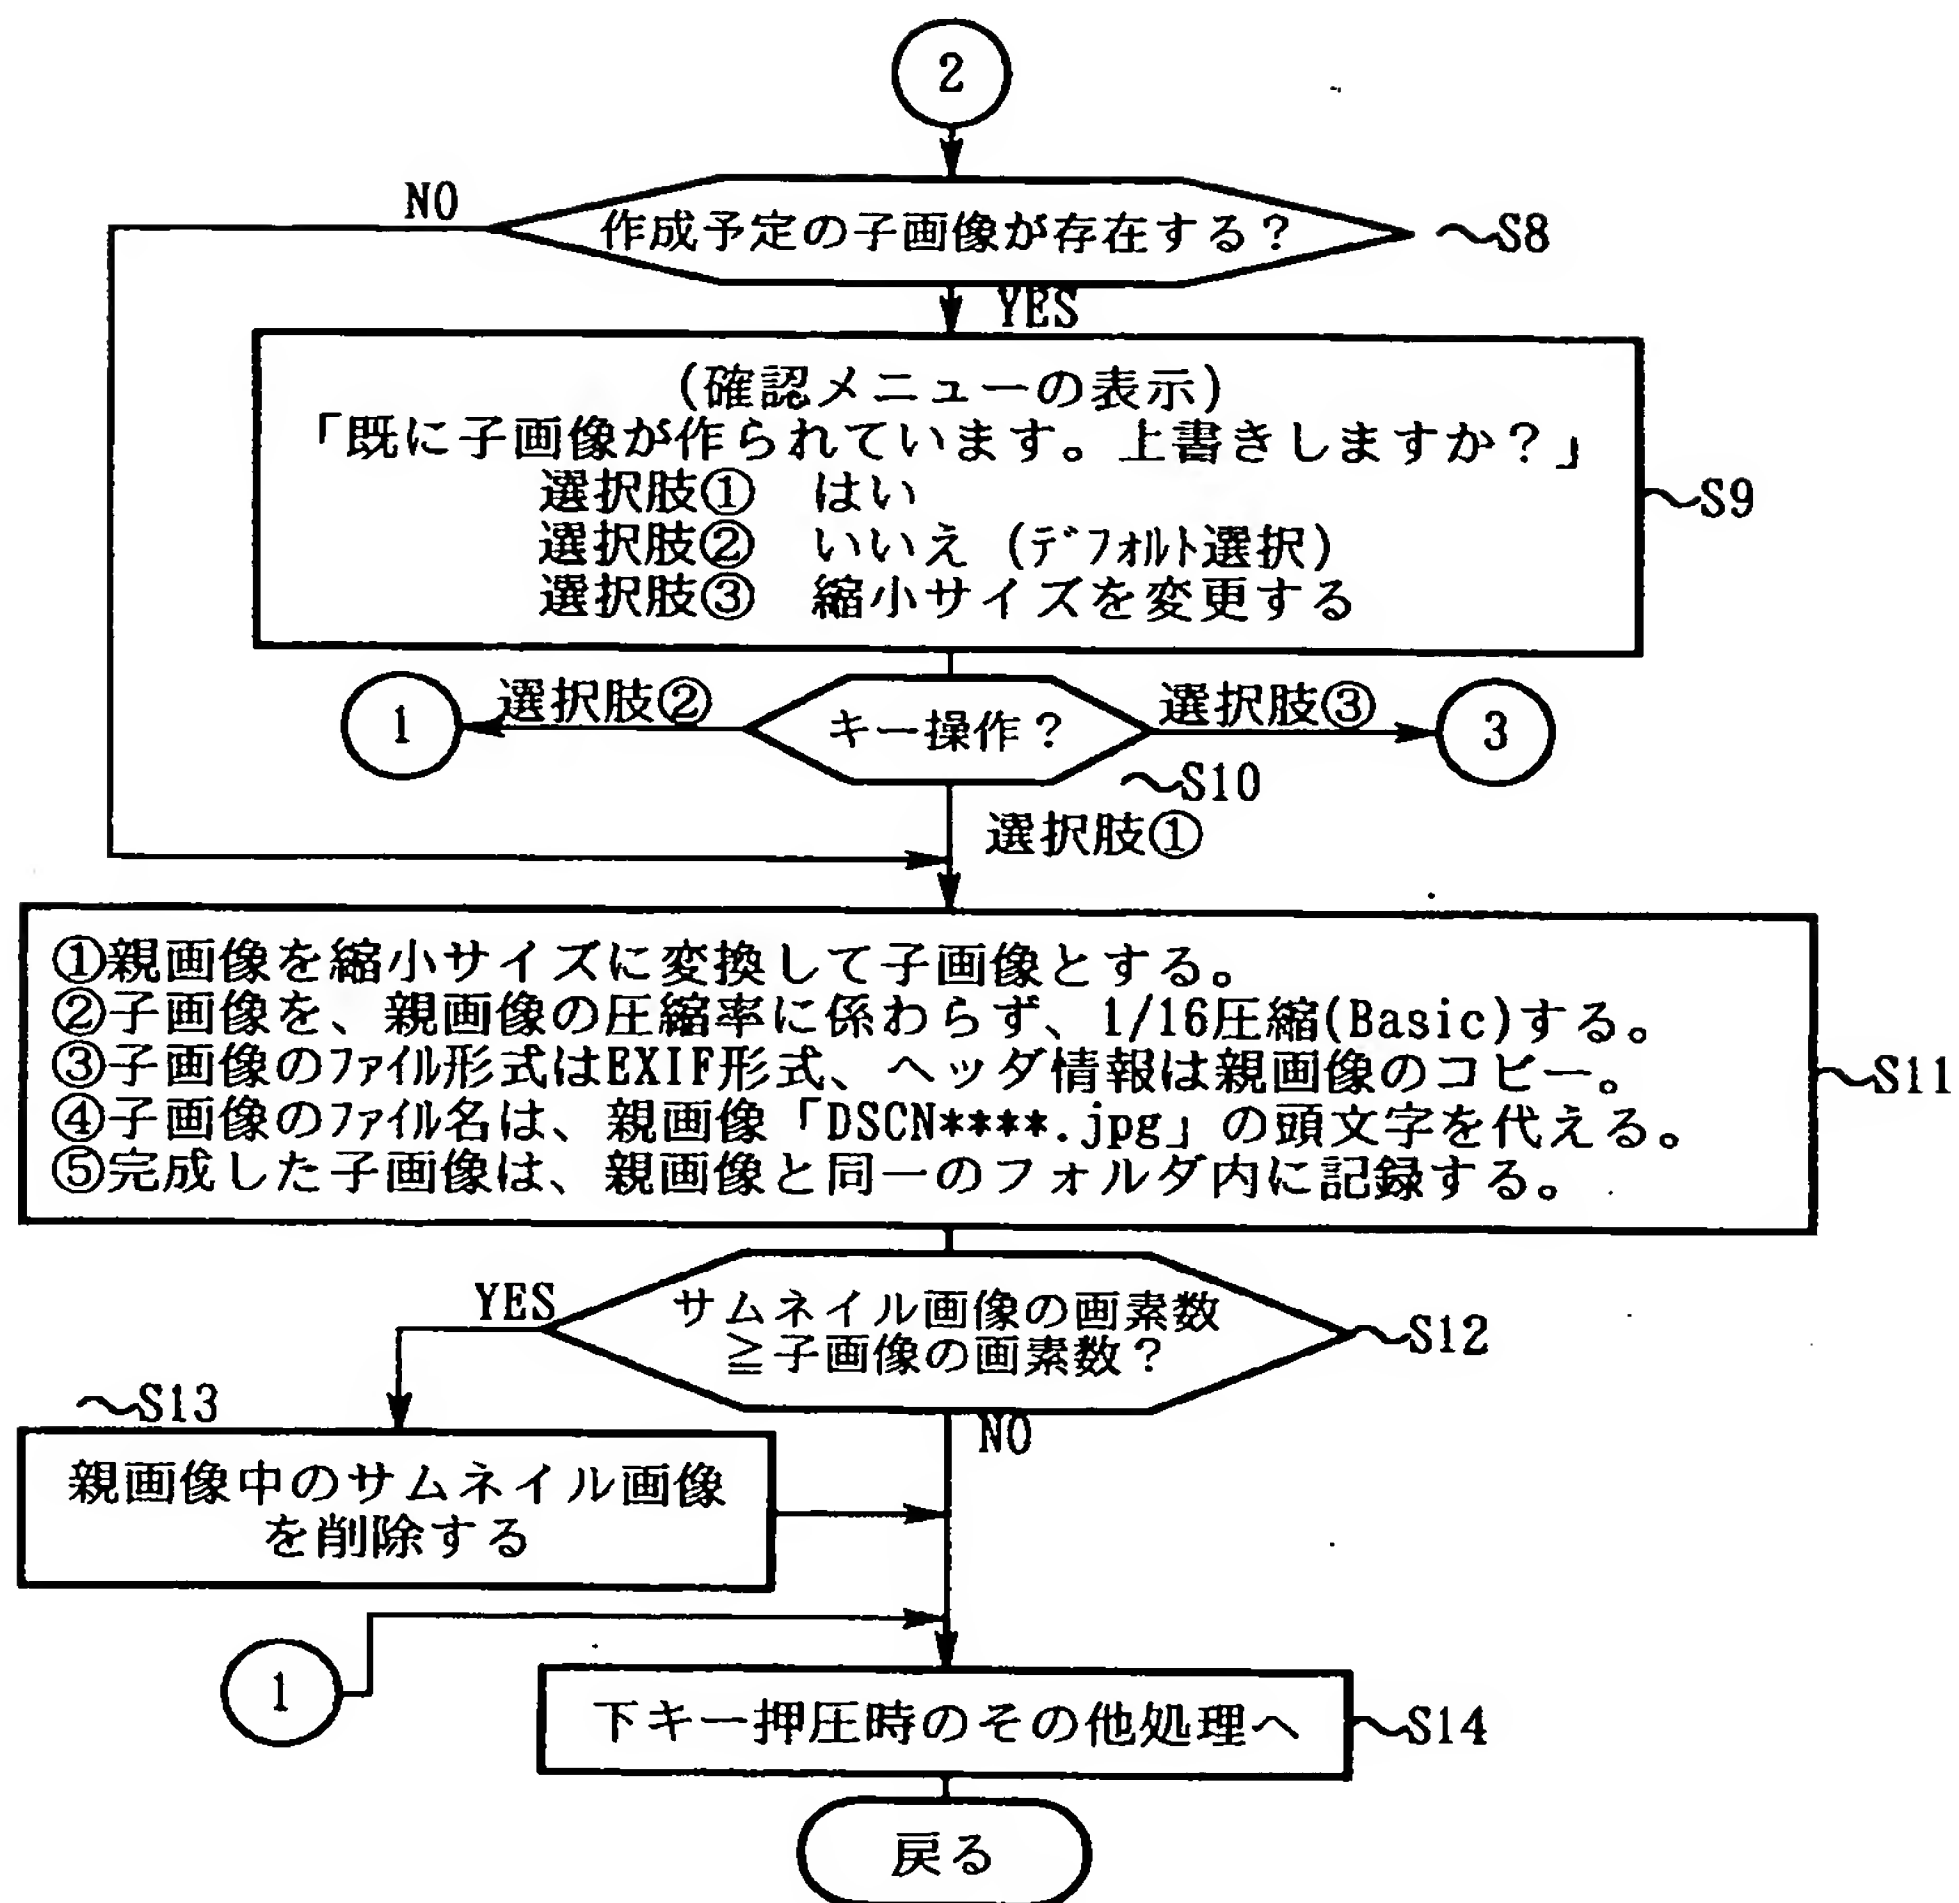 2
NO
作成予定の子画像が存在する？
～S8
YES
(確認メニューの表示)
「既に子画像が作られています。上書きしますか？」
選択肢① はい
選択肢② いいえ (ﾃﾞﾌｫﾙﾄ選択)
選択肢③ 縮小サイズを変更する
～S9
1
選択肢②
キー操作？
選択肢③
3
～S10
選択肢①
①親画像を縮小サイズに変換して子画像とする。
②子画像を、親画像の圧縮率に係わらず、1/16圧縮(Basic)する。
③子画像のﾌｧｲﾙ形式はEXIF形式、ヘッダ情報は親画像のコピー。
④子画像のﾌｧｲﾙ名は、親画像「DSCN****.jpg」の頭文字を代える。
⑤完成した子画像は、親画像と同一のフォルダ内に記録する。
～S11
YES
サムネイル画像の画素数
≧子画像の画素数？
～S12
～S13
NO
親画像中のサムネイル画像
を削除する
1
下キー押圧時のその他処理へ
～S14
戻る